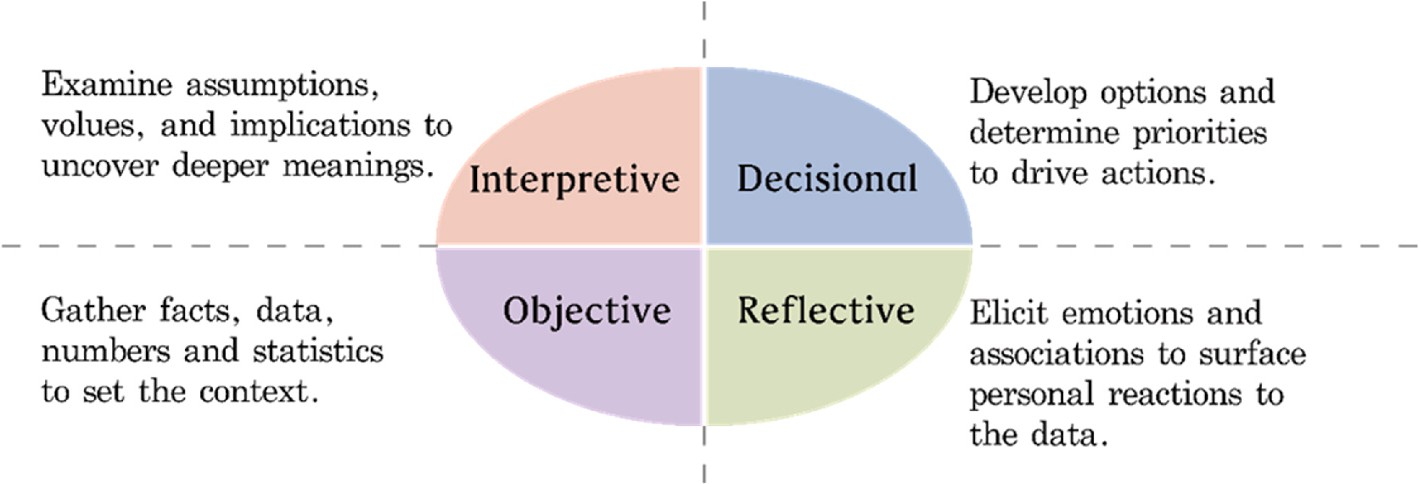 Examine assumptions,
volues, and implications to
uncover deeper meanings.
Interpretive
Decisional
Develop options and
determine priorities
to drive actions.
Gather facts, data,
numbers and statistics
to set the context.
Objective
Reflective
Elicit emotions and
associations to surface
personal reactions to
the data.